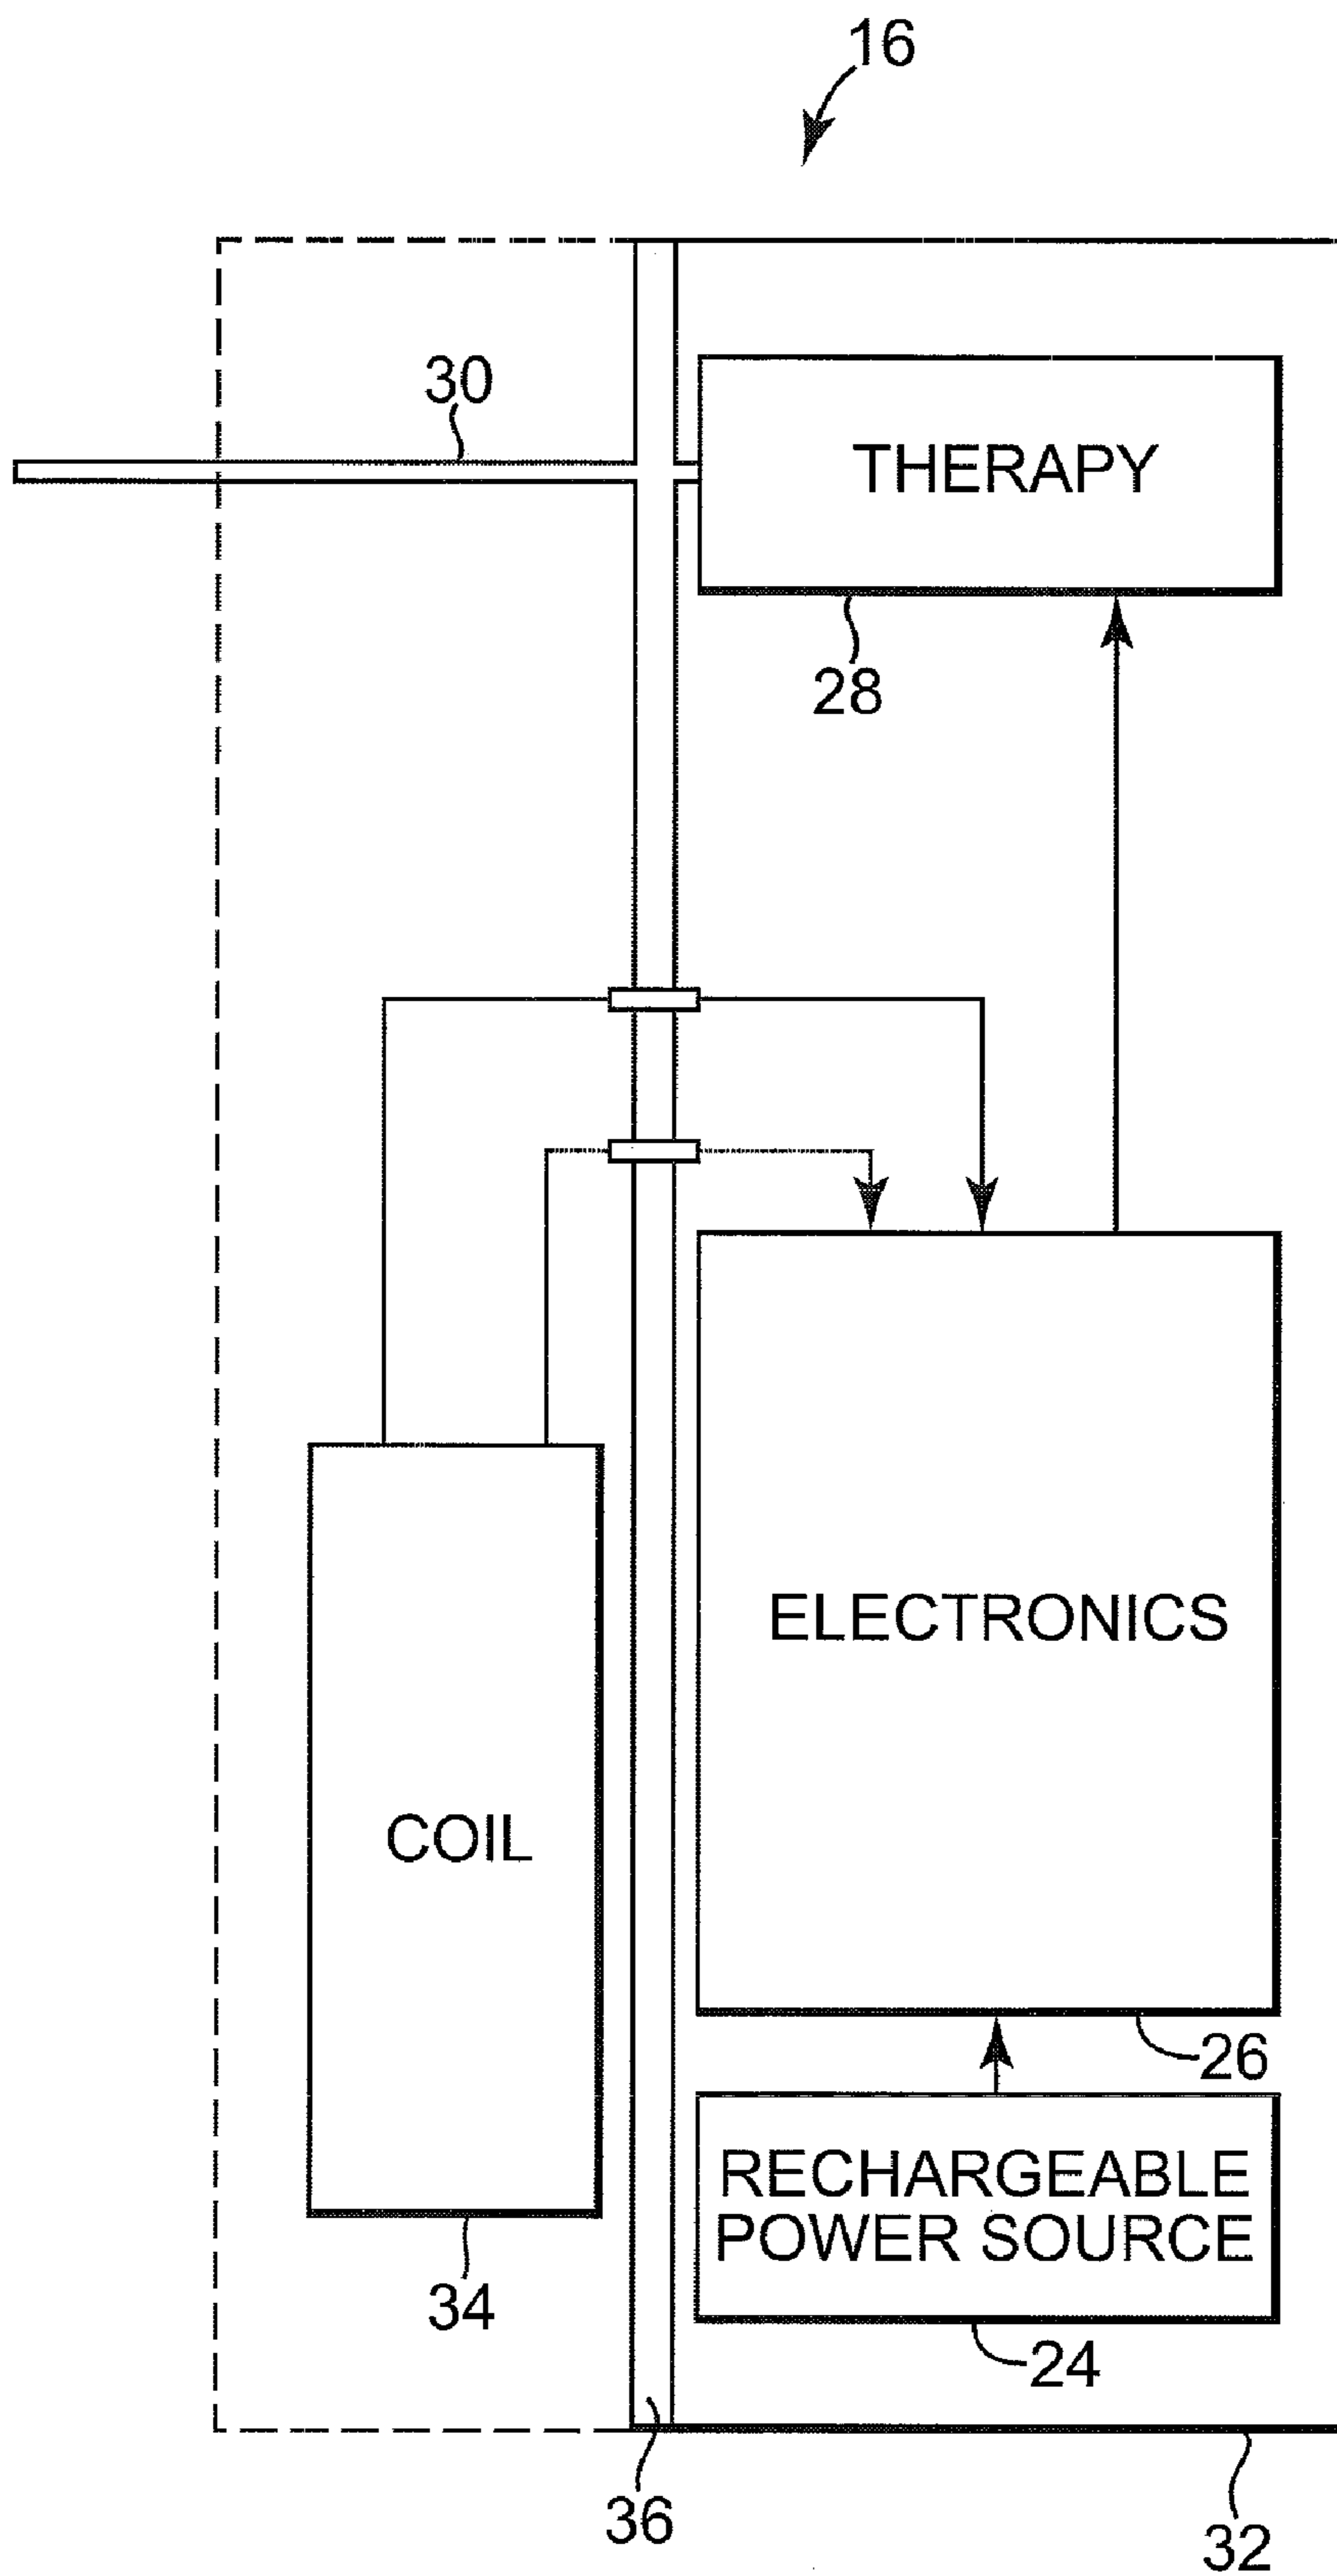 16
30
THERAPY
28
ELECTRONICS
COIL
26
RECHARGEABLE
POWER SOURCE
34
24
36
32